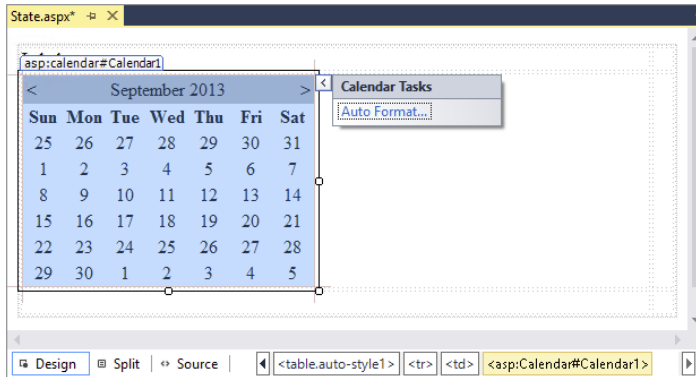 State.aspx*
asp:calendar#Calendar1
< September 2013 >
Sun Mon Tue Wed Thu Fri Sat
25 26 27 28 29 30 31
1 2 3 4 5 6 7
8 9 10 11 12 13 14
15 16 17 18 19 20 21
22 23 24 25 26 27 28
29 30 1 2 3 4 5
<
Calendar Tasks
Auto Format...
Design Split Source <table.auto-style1> <tr> <td> <asp:Calendar#Calendar1>